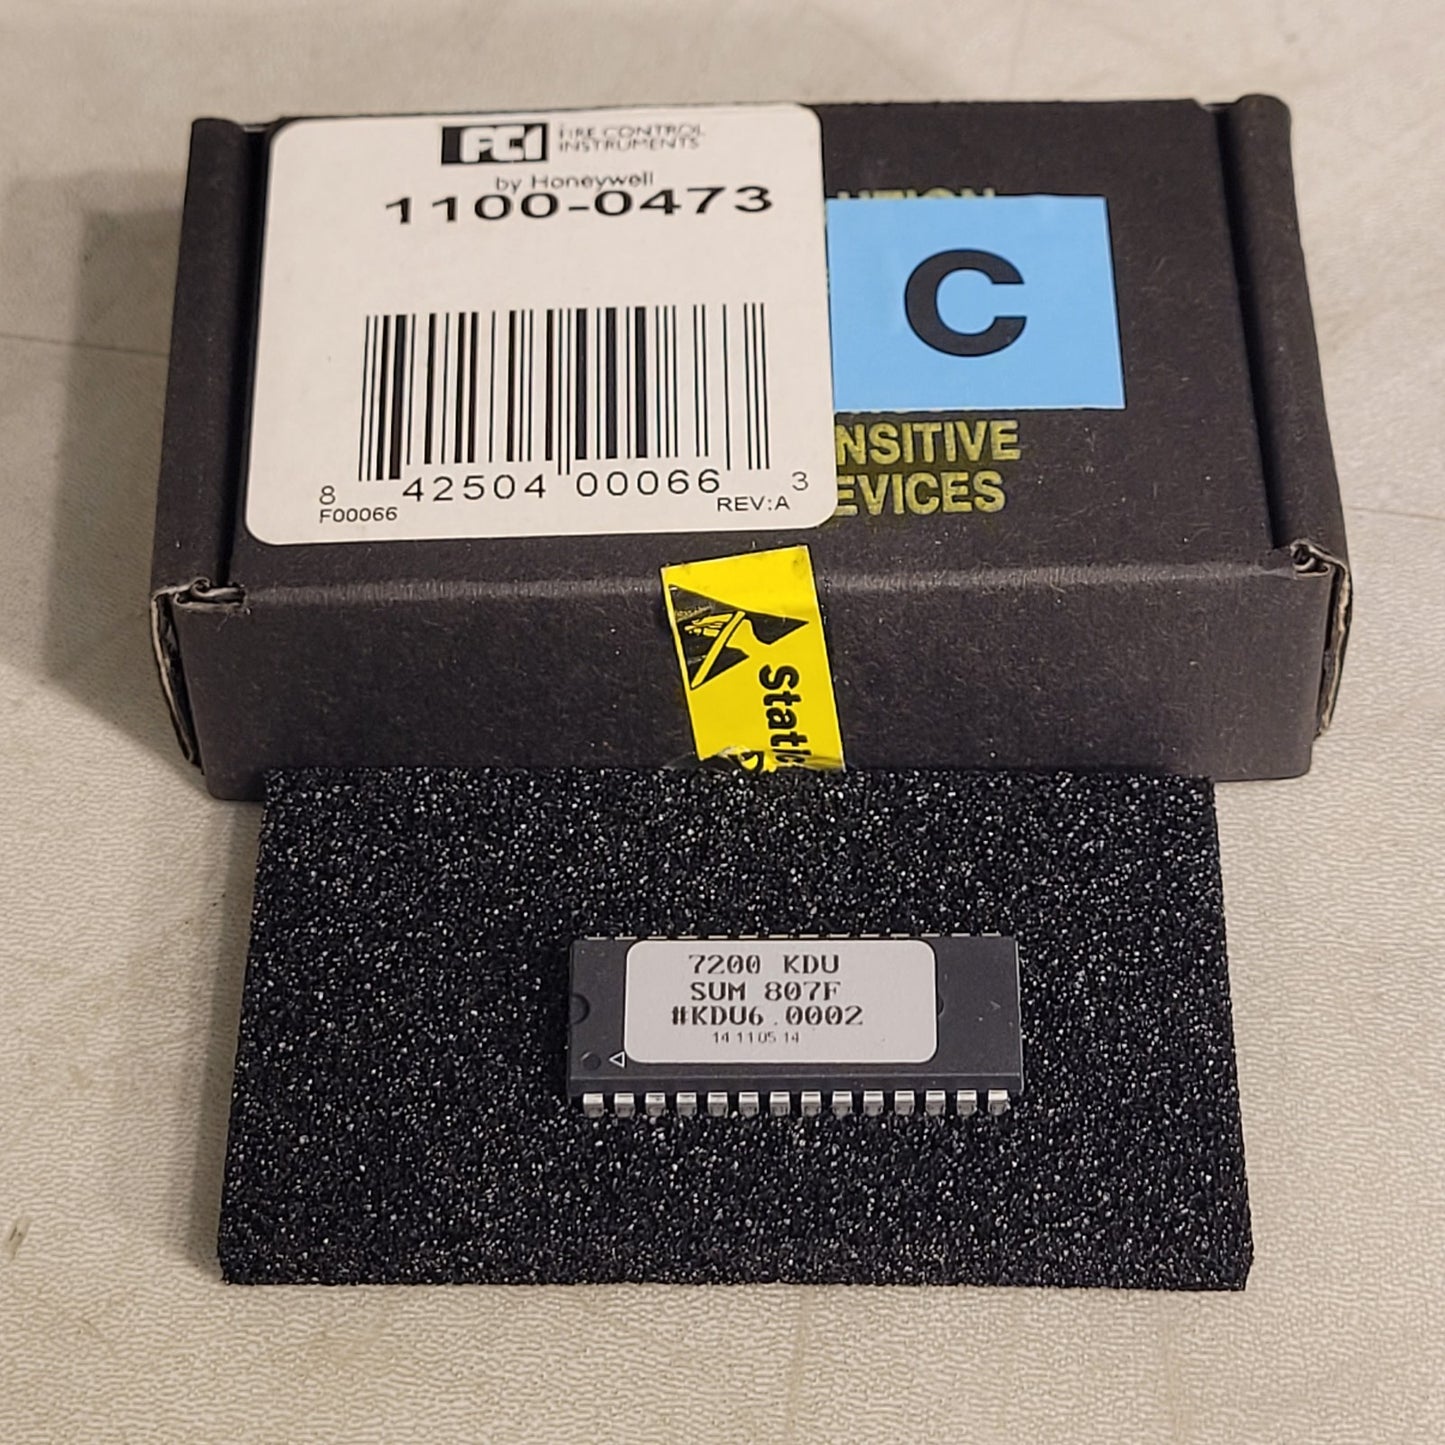 FCI FIRE CONTROL
INSTRUMENTS
by Honeywell
1100-0473
8 42504 00066 3
F00066 REV:A
C
NSITIVE
EVICES
Static
7200 KDU
SUM 807F
#KDU6.0002
14 11 05 14